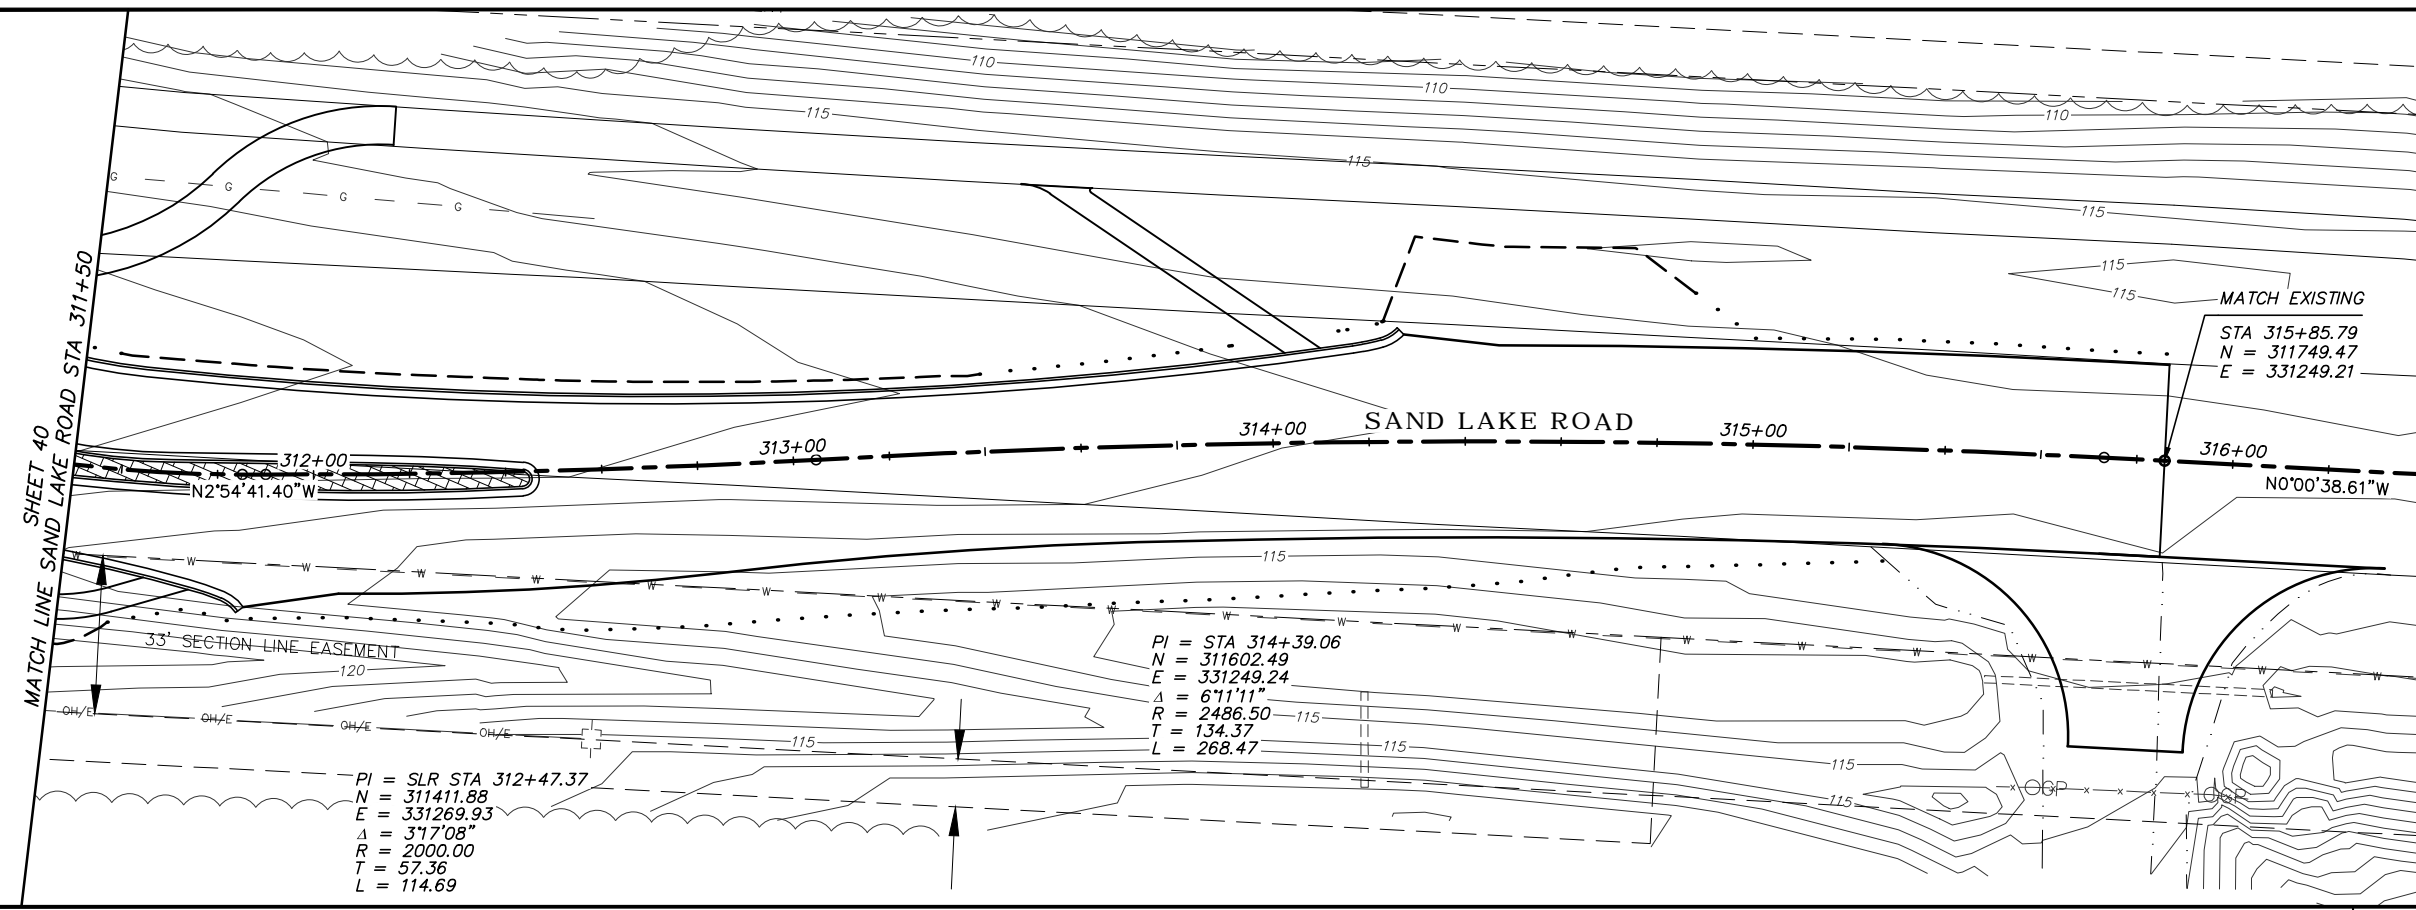 110
110
110
115
115
115
115
115
G
G
G
G
MATCH EXISTING
STA 315+85.79
N = 311749.47
E = 331249.21
SHEET 40
MATCH LINE SAND LAKE ROAD STA 311+50
312+00
313+00
314+00
SAND LAKE ROAD
315+00
316+00
N2°54'41.40"W
N0°00'38.61"W
W W W W W W W W W W W W W W W W W W W W W
115
33' SECTION LINE EASEMENT
120
OH/E
OH/E
OH/E
OH/E
115
115
115
115
115
PI = STA 314+39.06
N = 311602.49
E = 331249.24
Δ = 6°11'11"
R = 2486.50
T = 134.37
L = 268.47
PI = SLR STA 312+47.37
N = 311411.88
E = 331269.93
Δ = 3°17'08"
R = 2000.00
T = 57.36
L = 114.69
x x x x x x